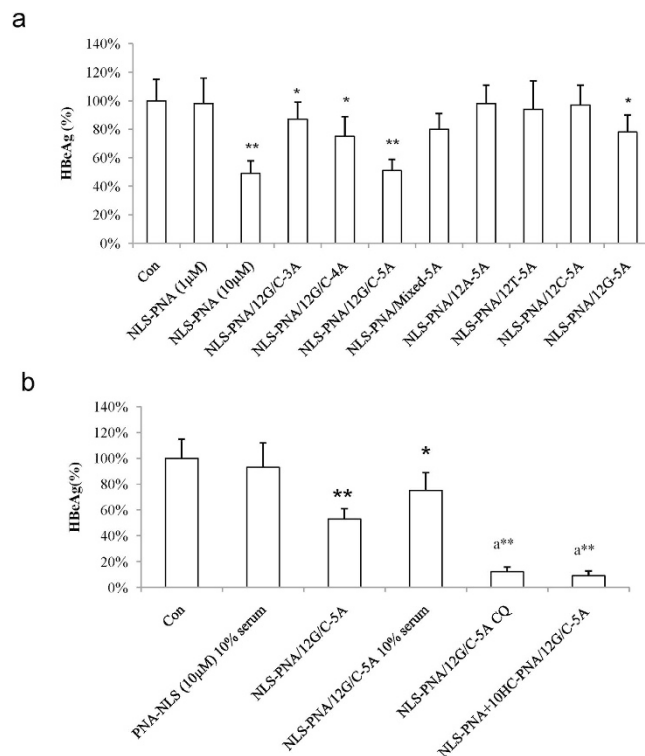 a
140%
120%
100%
80%
60%
40%
20%
0%
HBeAg (%)
*
**
*
*
**
*
Con
NLS-PNA (1μM)
NLS-PNA (10μM)
NLS-PNA/12G/C-3A
NLS-PNA/12G/C-4A
NLS-PNA/12G/C-5A
NLS-PNA/Mixed-5A
NLS-PNA/12A-5A
NLS-PNA/12T-5A
NLS-PNA/12C-5A
NLS-PNA/12G-5A
b
140%
120%
100%
80%
60%
40%
20%
0%
HBeAg(%)
**
*
a**
a**
Con
PNA-NLS (10μM) 10% serum
NLS-PNA/12G/C-5A
NLS-PNA/12G/C-5A 10% serum
NLS-PNA/12G/C-5A CQ
NLS-PNA+10HC-PNA/12G/C-5A